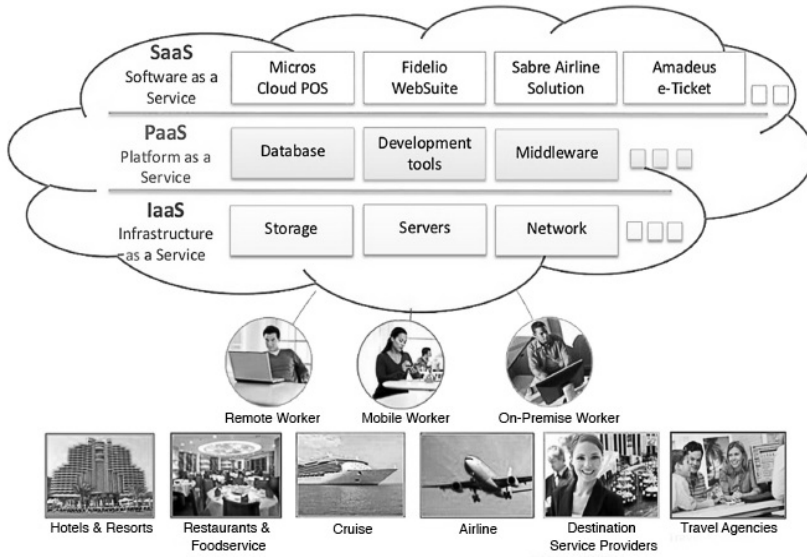 SaaS
Software as a
Service
Micros
Cloud POS
Fidelio
WebSuite
Sabre Airline
Solution
Amadeus
e-Ticket
PaaS
Platform as a
Service
Database
Development
tools
Middleware
IaaS
Infrastructure
as a Service
Storage
Servers
Network
Remote Worker
Mobile Worker
On-Premise Worker
Hotels & Resorts
Restaurants &
Foodservice
Cruise
Airline
Destination
Service Providers
Travel Agencies